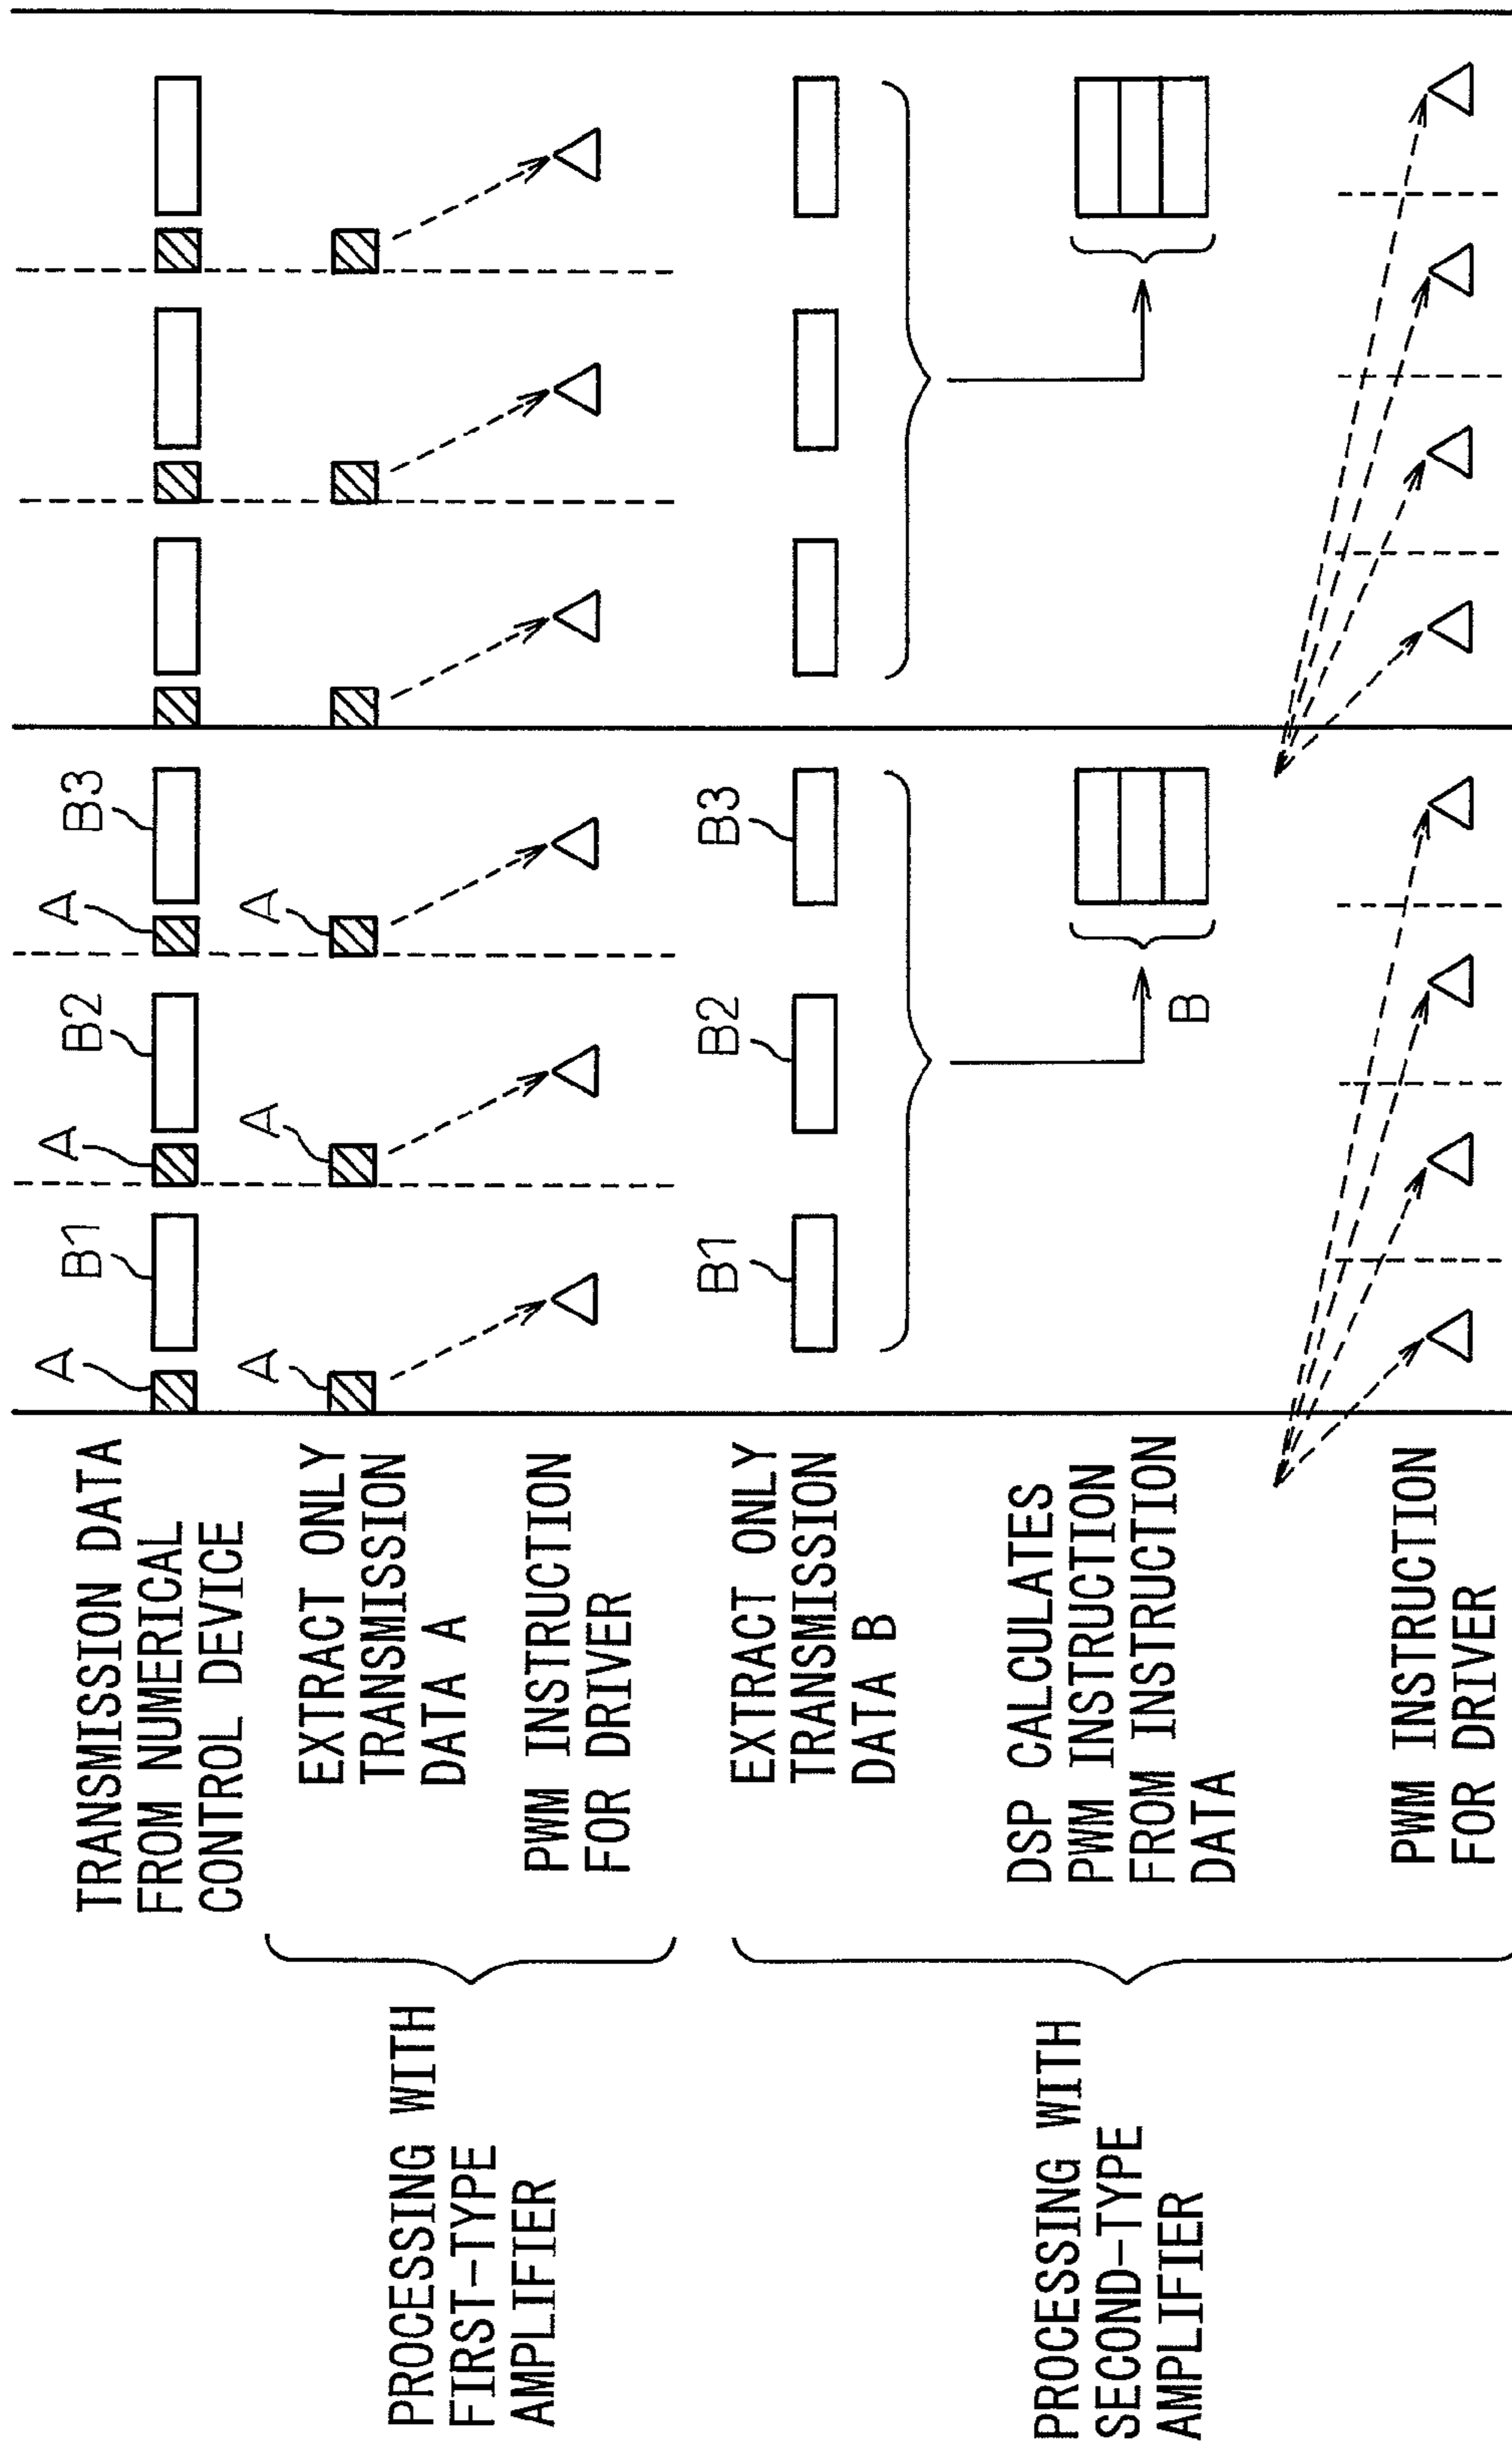 TRANSMISSION DATA
FROM NUMERICAL
CONTROL DEVICE
A
B1
A
B2
A
B3
PROCESSING WITH
FIRST-TYPE
AMPLIFIER
EXTRACT ONLY
TRANSMISSION
DATA A
A
A
A
PWM INSTRUCTION
FOR DRIVER
PROCESSING WITH
SECOND-TYPE
AMPLIFIER
EXTRACT ONLY
TRANSMISSION
DATA B
B1
B2
B3
DSP CALCULATES
PWM INSTRUCTION
FROM INSTRUCTION
DATA
B
PWM INSTRUCTION
FOR DRIVER